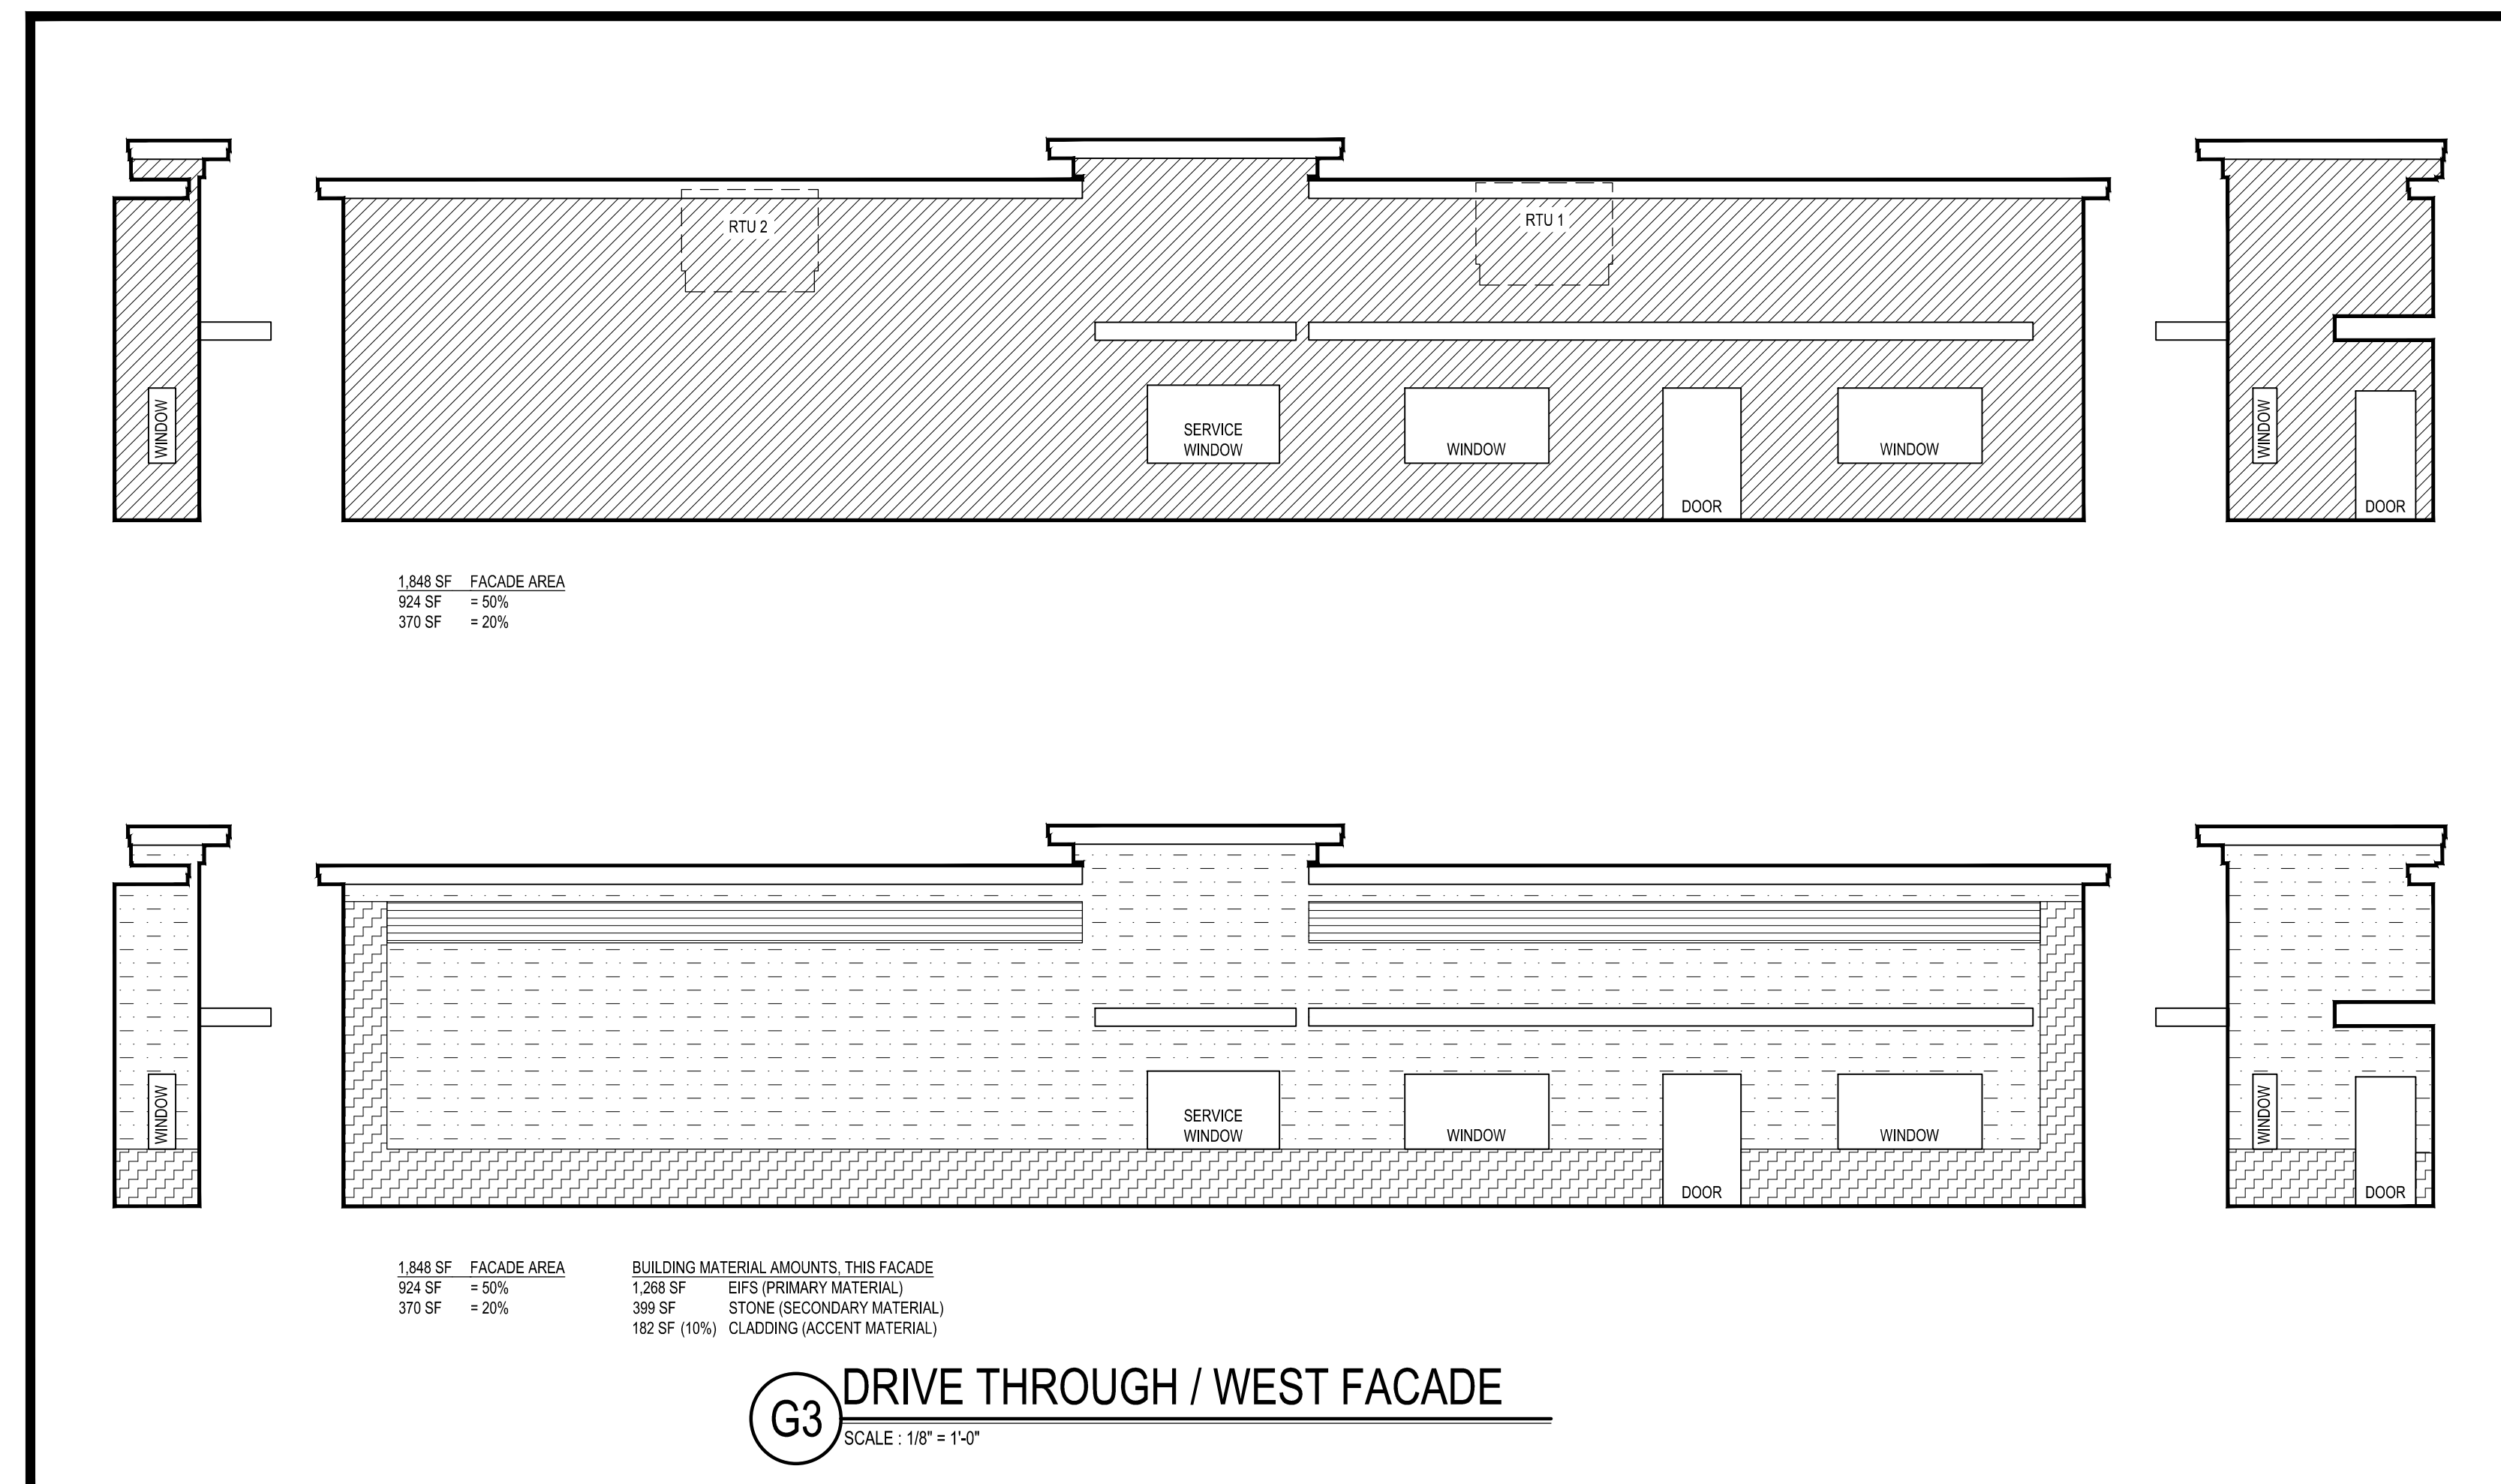 RTU 2
RTU 1
WINDOW
SERVICE
WINDOW
WINDOW
DOOR
WINDOW
WINDOW
DOOR
1,848 SF FACADE AREA
924 SF = 50%
370 SF = 20%
WINDOW
SERVICE
WINDOW
WINDOW
DOOR
WINDOW
WINDOW
DOOR
1,848 SF FACADE AREA
924 SF = 50%
370 SF = 20%
BUILDING MATERIAL AMOUNTS, THIS FACADE
1,268 SF EIFS (PRIMARY MATERIAL)
399 SF STONE (SECONDARY MATERIAL)
182 SF (10%) CLADDING (ACCENT MATERIAL)
G3 DRIVE THROUGH / WEST FACADE
SCALE : 1/8" = 1'-0"